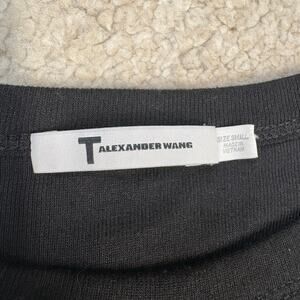 T ALEXANDER WANG
SIZE SMALL
MADE IN
VIETNAM